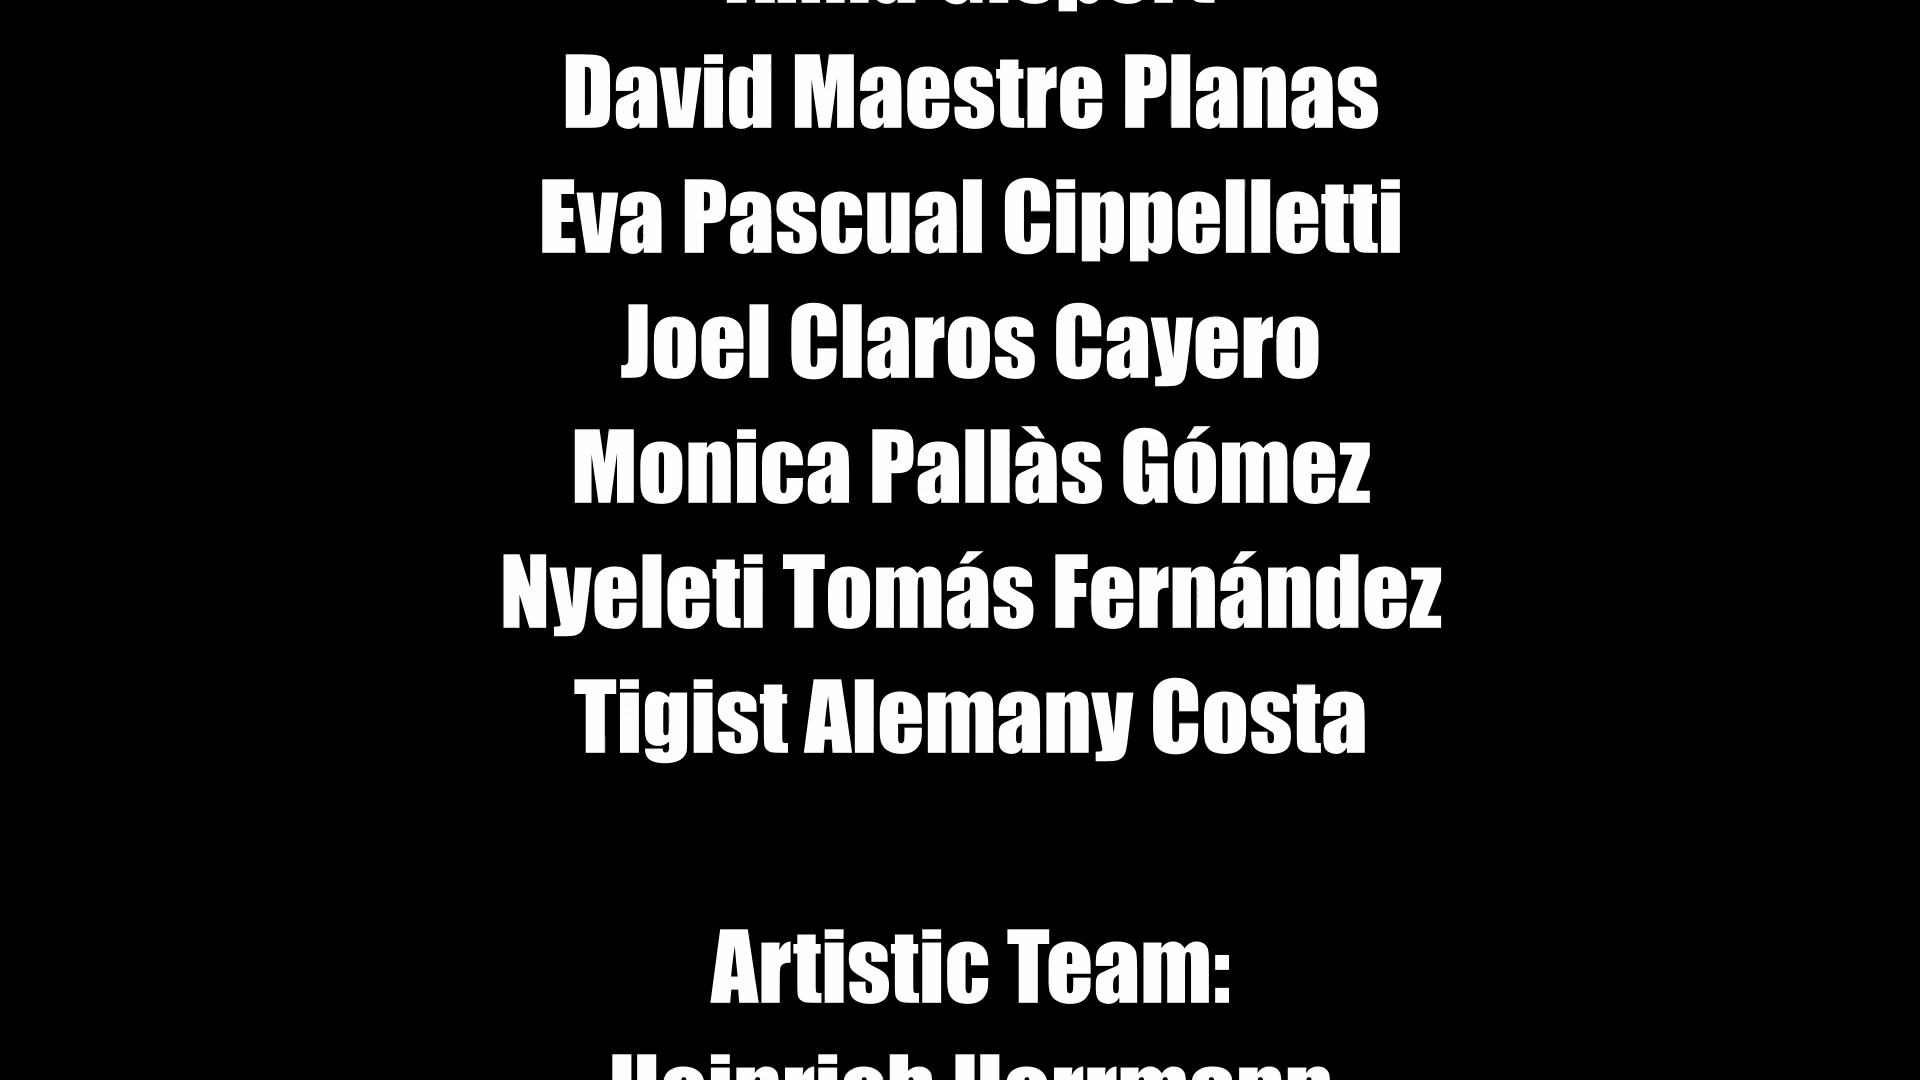 David Maestre Planas
Eva Pascual Cippelletti
Joel Claros Cayero
Monica Pallàs Gómez
Nyeleti Tomás Fernández
Tigist Alemany Costa
Artistic Team:
Heinrich Herrmann